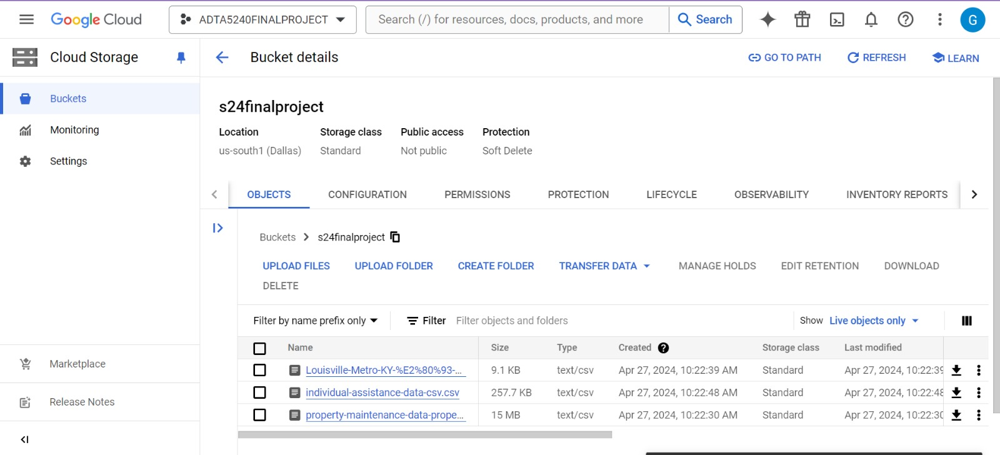 Google Cloud
ADTA5240FINALPROJECT
Search (/) for resources, docs, products, and more
Search
G
Cloud Storage
Bucket details
GO TO PATH
REFRESH
LEARN
Buckets
Monitoring
Settings
Marketplace
Release Notes
s24finalproject
Location Storage class Public access Protection
us-south1 (Dallas) Standard Not public Soft Delete
OBJECTS CONFIGURATION PERMISSIONS PROTECTION LIFECYCLE OBSERVABILITY INVENTORY REPORTS
Buckets > s24finalproject
UPLOAD FILES UPLOAD FOLDER CREATE FOLDER TRANSFER DATA MANAGE HOLDS EDIT RETENTION DOWNLOAD
DELETE
Filter by name prefix only Filter Filter objects and folders Show Live objects only
Name Size Type Created Storage class Last modified
Louisville-Metro-KY-%E2%80%93-... 9.1 KB text/csv Apr 27, 2024, 10:22:39 AM Standard Apr 27, 2024, 10:22:39
individual-assistance-data-csv.csv 257.7 KB text/csv Apr 27, 2024, 10:22:48 AM Standard Apr 27, 2024, 10:22:48
property-maintenance-data-prope... 15 MB text/csv Apr 27, 2024, 10:22:30 AM Standard Apr 27, 2024, 10:22:30